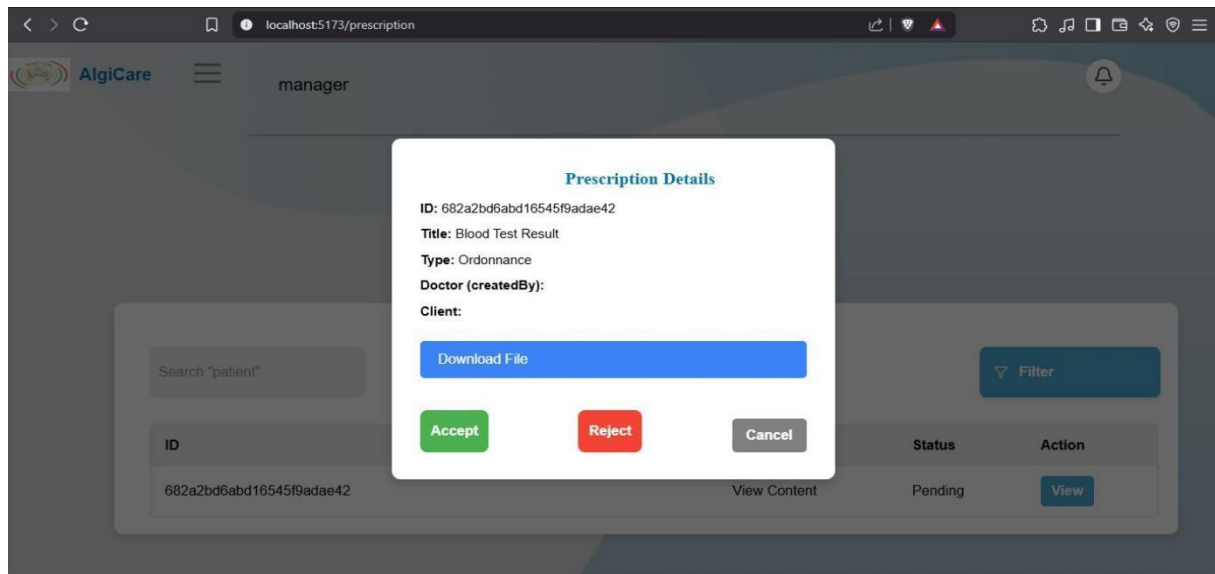 localhost:5173/prescription
AlgiCare
manager
Prescription Details
ID: 682a2bd6abd16545f9adae42
Title: Blood Test Result
Type: Ordonnance
Doctor (createdBy):
Client:
Download File
Search "patient"
Filter
Accept Reject Cancel
ID Status Action
682a2bd6abd16545f9adae42 View Content Pending View